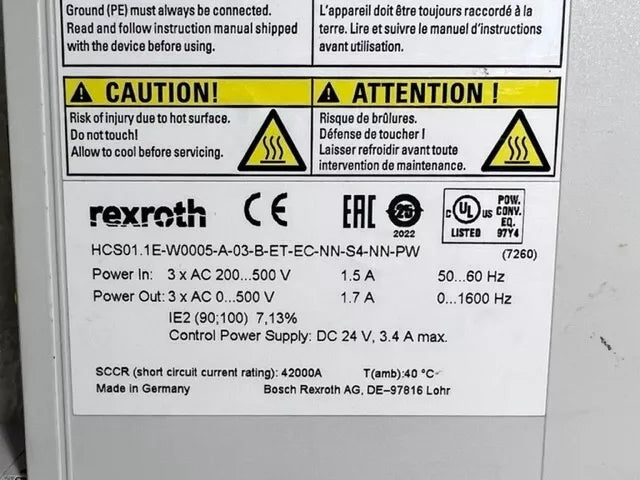 Ground (PE) must always be connected.
Read and follow instruction manual shipped
with the device before using.
L'appareil doit être toujours raccordé à la
terre. Lire et suivre le manuel d'instructions
avant utilisation.
CAUTION!
Risk of injury due to hot surface.
Do not touch!
Allow to cool before servicing.
ATTENTION !
Risque de brûlures.
Défense de toucher !
Laisser refroidir avant toute
intervention de maintenance.
rexroth CE EAC 25 2022 C UL US LISTED
POW.
CONV.
EQ.
97Y4
HCS01.1E-W0005-A-03-B-ET-EC-NN-S4-NN-PW (7260)
Power In: 3 x AC 200...500 V 1.5 A 50...60 Hz
Power Out: 3 x AC 0...500 V 1.7 A 0...1600 Hz
IE2 (90;100) 7,13%
Control Power Supply: DC 24 V, 3.4 A max.
SCCR (short circuit current rating): 42000A T(amb):40 °C
Made in Germany Bosch Rexroth AG, DE-97816 Lohr